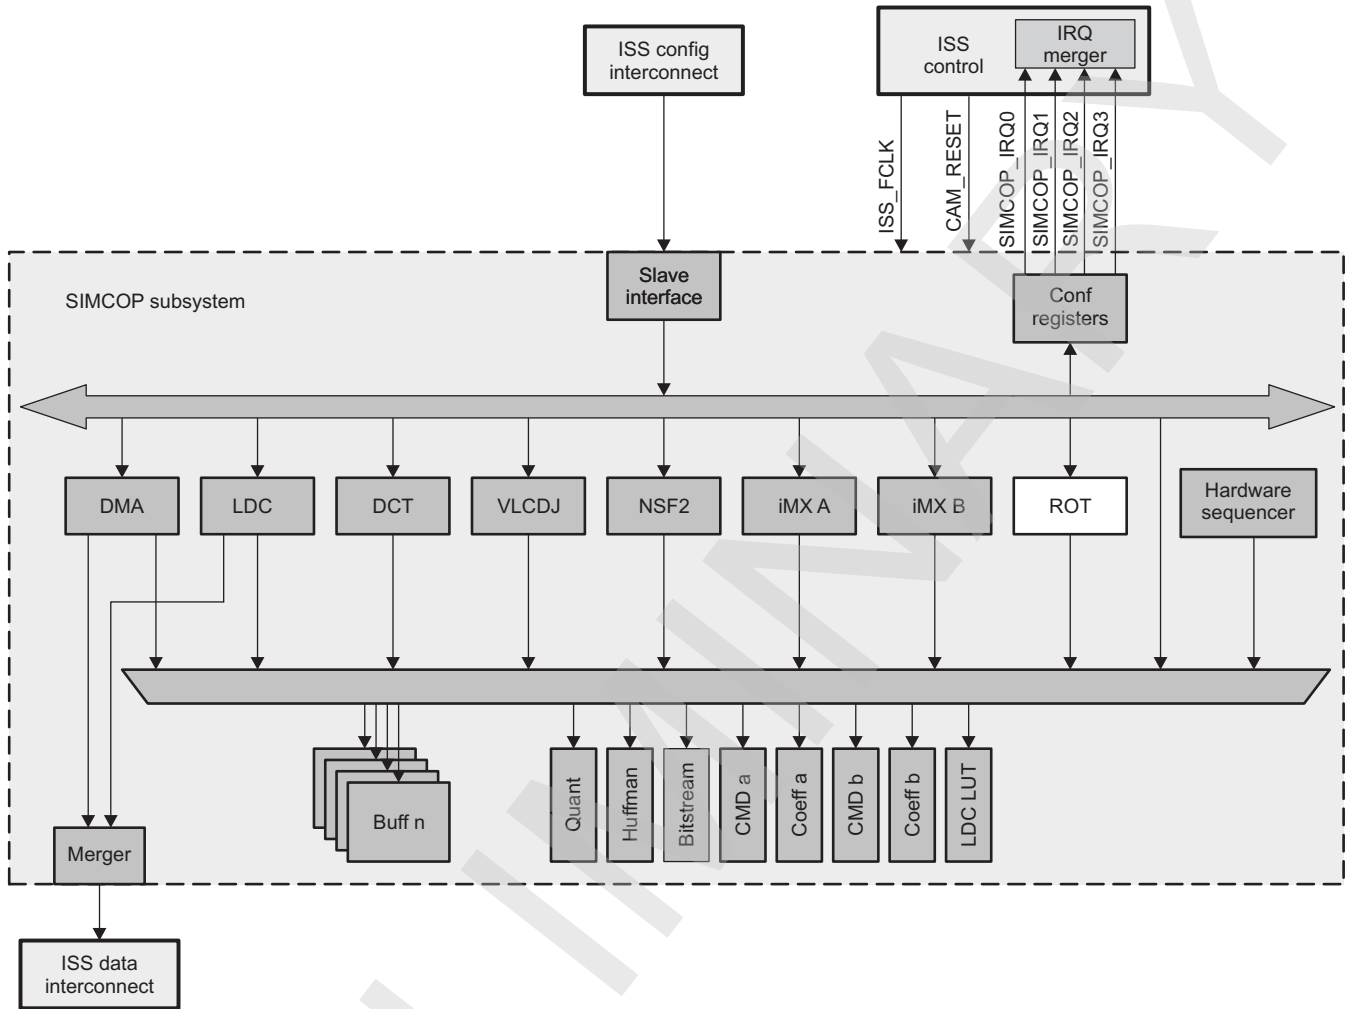 ISS config
interconnect
ISS
control
IRQ
merger
ISS_FCLK
CAM_RESET
SIMCOP_IRQ0
SIMCOP_IRQ1
SIMCOP_IRQ2
SIMCOP_IRQ3
SIMCOP subsystem
Slave
interface
Conf
registers
DMA
LDC
DCT
VLCDJ
NSF2
iMX A
iMX B
ROT
Hardware
sequencer
Buff n
Quant
Huffman
Bitstream
CMD a
Coeff a
CMD b
Coeff b
LDC LUT
Merger
ISS data
interconnect